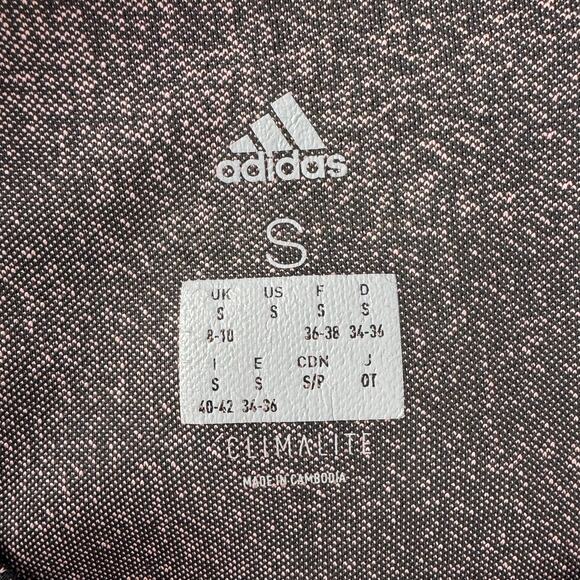 adidas
S
UK US F D
S S S S
8-10 36-38 34-36
I E CDN J
S S S/P OT
40-42 34-36
CLIMALITE
MADE IN CAMBODIA